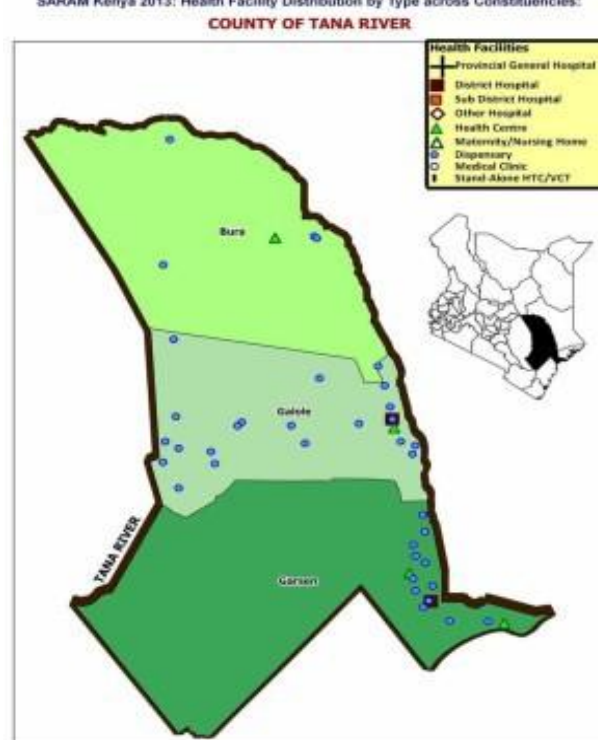 SARAM Kenya 2013: Health Facility Distribution by Type across Constituencies:
COUNTY OF TANA RIVER
Health Facilities
Provincial General Hospital
District Hospital
Sub District Hospital
Other Hospital
Health Centre
Maternity/Nursing Home
Dispensary
Medical Clinic
Stand-Alone HTC/VCT
Bura
Galole
TANA RIVER
Garsen